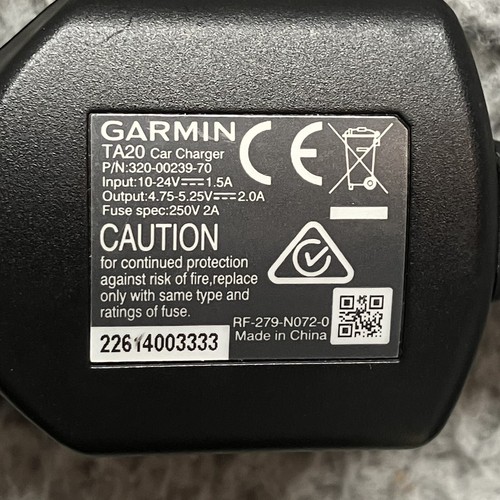 GARMIN
TA20 Car Charger
P/N:320-00239-70
Input:10-24V⎓1.5A
Output:4.75-5.25V⎓2.0A
Fuse spec:250V 2A
CAUTION
for continued protection
against risk of fire,replace
only with same type and
ratings of fuse.
RF-279-N072-0
Made in China
22614003333
CE